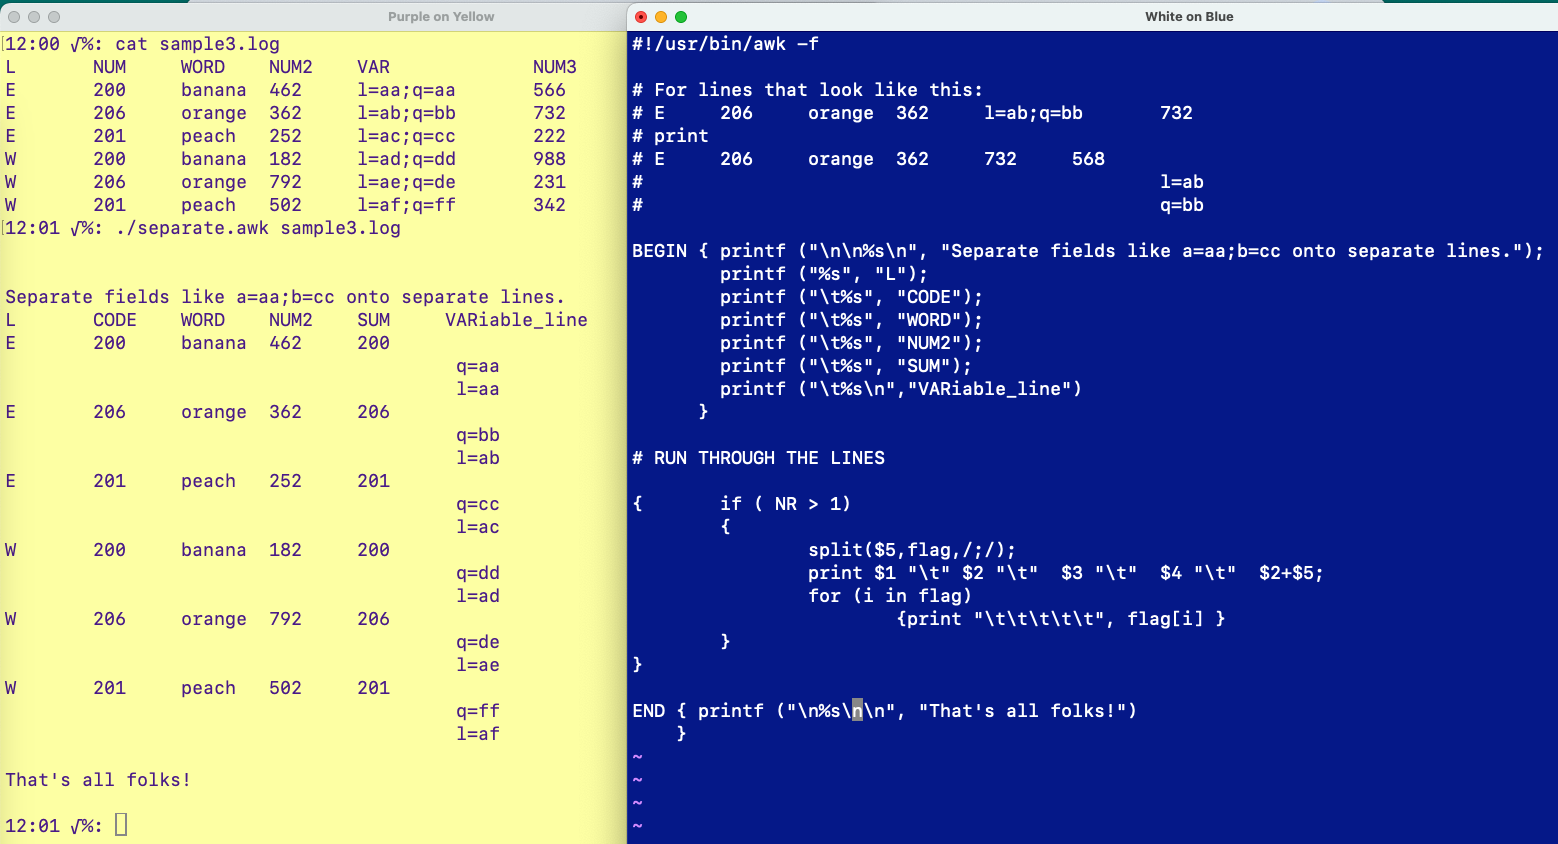 Purple on Yellow
[12:00 √%: cat sample3.log
L       NUM     WORD    NUM2    VAR             NUM3
E       200     banana  462     l=aa;q=aa       566
E       206     orange  362     l=ab;q=bb       732
E       201     peach   252     l=ac;q=cc       222
W       200     banana  182     l=ad;q=dd       988
W       206     orange  792     l=ae;q=de       231
W       201     peach   502     l=af;q=ff       342
[12:01 √%: ./separate.awk sample3.log
Separate fields like a=aa;b=cc onto separate lines.
L       CODE    WORD    NUM2    SUM     VARiable_line
E       200     banana  462     200
                                         q=aa
                                         l=aa
E       206     orange  362     206
                                         q=bb
                                         l=ab
E       201     peach   252     201
                                         q=cc
                                         l=ac
W       200     banana  182     200
                                         q=dd
                                         l=ad
W       206     orange  792     206
                                         q=de
                                         l=ae
W       201     peach   502     201
                                         q=ff
                                         l=af
That's all folks!
12:01 √%:
White on Blue
#!/usr/bin/awk -f
# For lines that look like this:
# E     206     orange  362     l=ab;q=bb       732
# print
# E     206     orange  362     732     568
#                                               l=ab
#                                               q=bb
BEGIN { printf ("\n\n%s\n", "Separate fields like a=aa;b=cc onto separate lines.");
        printf ("%s", "L");
        printf ("\t%s", "CODE");
        printf ("\t%s", "WORD");
        printf ("\t%s", "NUM2");
        printf ("\t%s", "SUM");
        printf ("\t%s\n","VARiable_line")
      }
# RUN THROUGH THE LINES
{       if ( NR > 1)
        {
                split($5,flag,/;/);
                print $1 "\t" $2 "\t"  $3 "\t"  $4 "\t"  $2+$5;
                for (i in flag)
                        {print "\t\t\t\t\t", flag[i] }
        }
}
END { printf ("\n%s\n\n", "That's all folks!")
    }
~
~
~
~